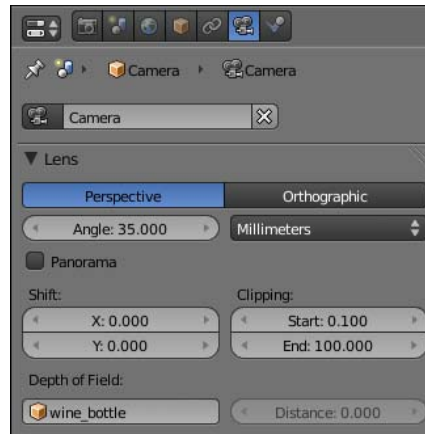 Camera Camera
Camera
Lens
Perspective Orthographic
Angle: 35.000 Millimeters
Panorama
Shift: Clipping:
X: 0.000 Start: 0.100
Y: 0.000 End: 100.000
Depth of Field:
wine_bottle Distance: 0.000